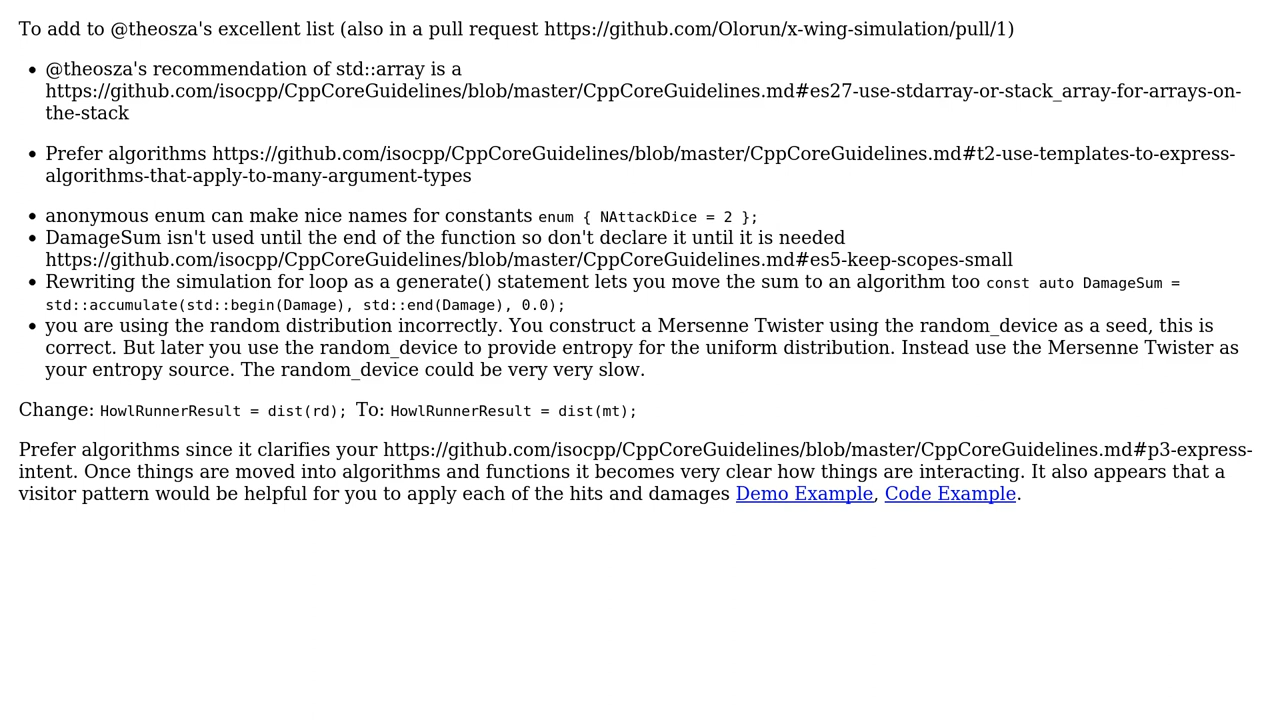 To add to @theosza's excellent list (also in a pull request https://github.com/Olorun/x-wing-simulation/pull/1)
• @theosza's recommendation of std::array is a
https://github.com/isocpp/CppCoreGuidelines/blob/master/CppCoreGuidelines.md#es27-use-stdarray-or-stack_array-for-arrays-on-
the-stack
• Prefer algorithms https://github.com/isocpp/CppCoreGuidelines/blob/master/CppCoreGuidelines.md#t2-use-templates-to-express-
algorithms-that-apply-to-many-argument-types
• anonymous enum can make nice names for constants enum { NAttackDice = 2 };
• DamageSum isn't used until the end of the function so don't declare it until it is needed
https://github.com/isocpp/CppCoreGuidelines/blob/master/CppCoreGuidelines.md#es5-keep-scopes-small
• Rewriting the simulation for loop as a generate() statement lets you move the sum to an algorithm too const auto DamageSum =
std::accumulate(std::begin(Damage), std::end(Damage), 0.0);
• you are using the random distribution incorrectly. You construct a Mersenne Twister using the random_device as a seed, this is
correct. But later you use the random_device to provide entropy for the uniform distribution. Instead use the Mersenne Twister as
your entropy source. The random_device could be very very slow.
Change: HowlRunnerResult = dist(rd); To: HowlRunnerResult = dist(mt);
Prefer algorithms since it clarifies your https://github.com/isocpp/CppCoreGuidelines/blob/master/CppCoreGuidelines.md#p3-express-
intent. Once things are moved into algorithms and functions it becomes very clear how things are interacting. It also appears that a
visitor pattern would be helpful for you to apply each of the hits and damages Demo Example, Code Example.